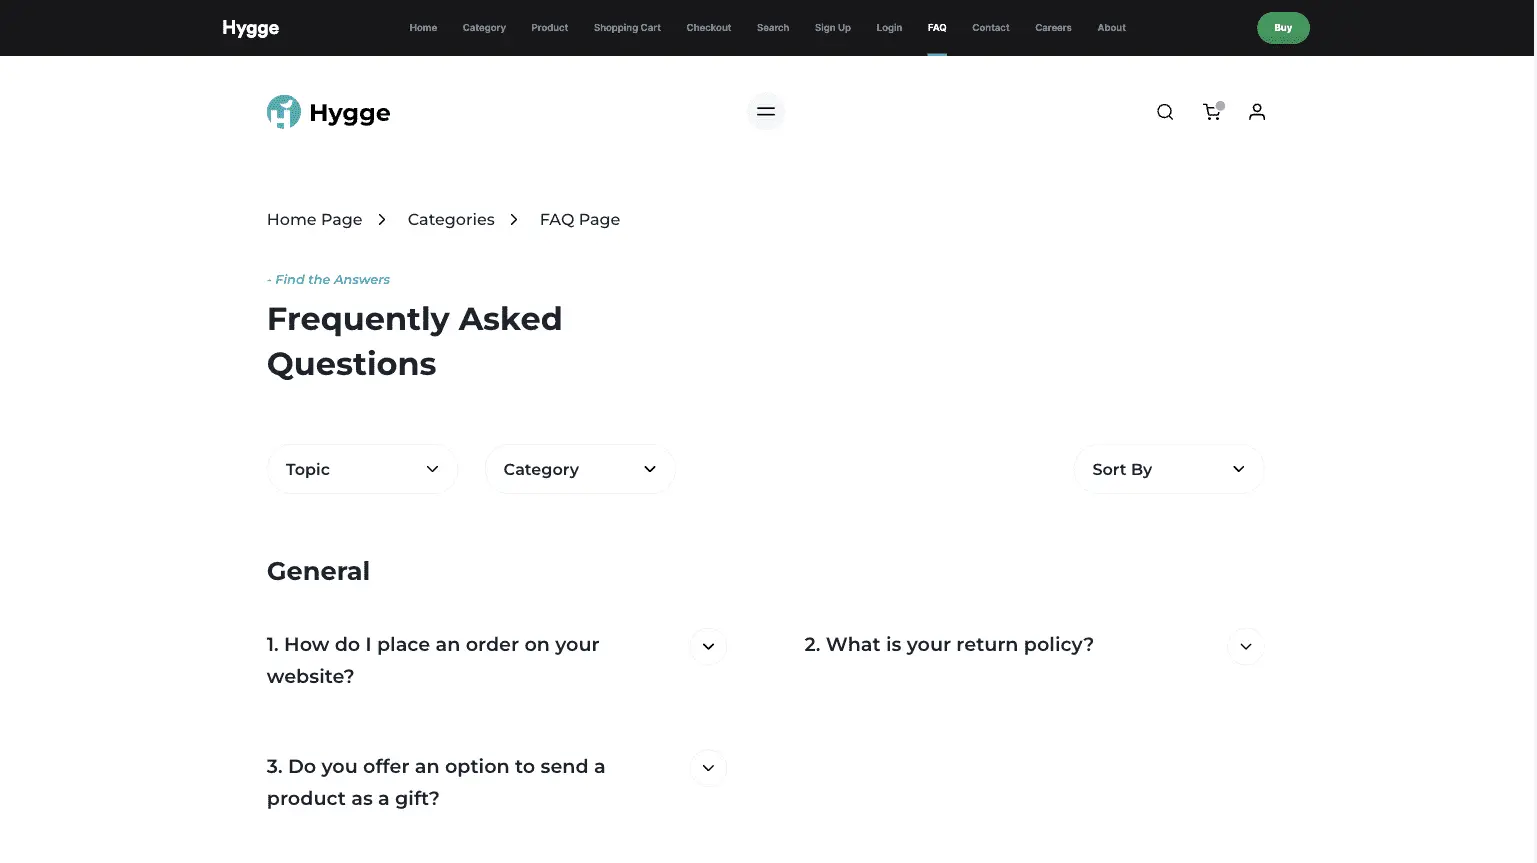 Hygge
Home
Category
Product
Shopping Cart
Checkout
Search
Sign Up
Login
FAQ
Contact
Careers
About
Buy
Hygge
Home Page
Categories
FAQ Page
- Find the Answers
Frequently Asked
Questions
Topic
Category
Sort By
General
1. How do I place an order on your
website?
2. What is your return policy?
3. Do you offer an option to send a
product as a gift?